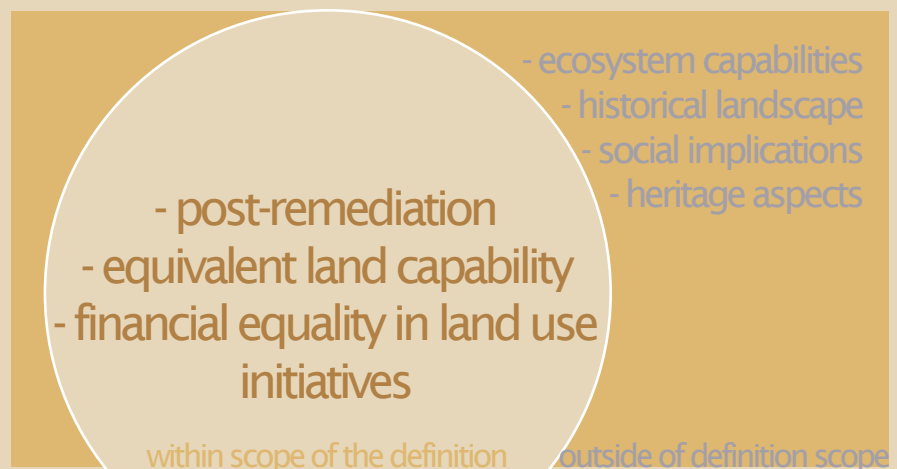 - ecosystem capabilities
- historical landscape
- social implications
- heritage aspects
- post-remediation
- equivalent land capability
- financial equality in land use
initiatives
within scope of the definition
outside of definition scope